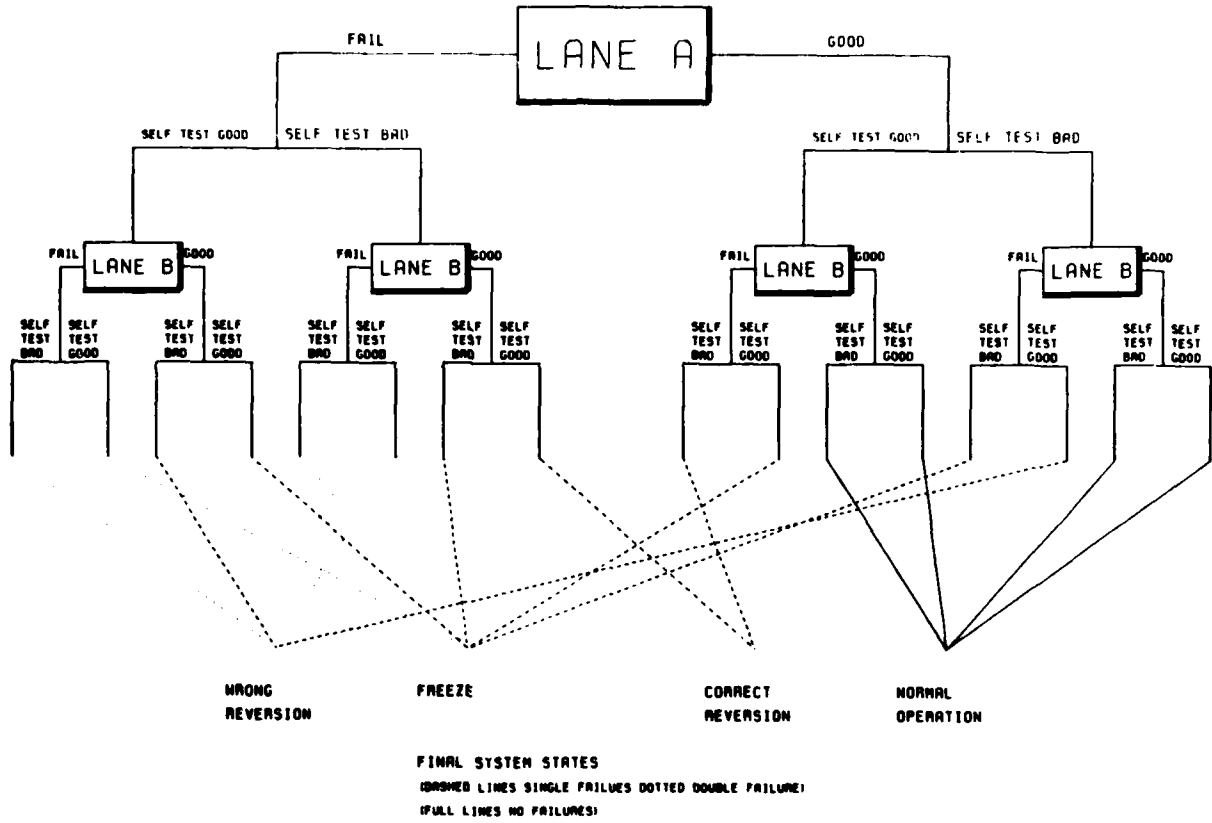 FAIL
LANE A
GOOD
SELF TEST GOOD
SELF TEST BAD
SELF TEST GOOD
SELF TEST BAD
FAIL
LANE B
GOOD
FAIL
LANE B
GOOD
FAIL
LANE B
GOOD
FAIL
LANE B
GOOD
SELF
TEST
BAD
SELF
TEST
GOOD
SELF
TEST
BAD
SELF
TEST
GOOD
SELF
TEST
BAD
SELF
TEST
GOOD
SELF
TEST
BAD
SELF
TEST
GOOD
SELF
TEST
BAD
SELF
TEST
GOOD
SELF
TEST
BAD
SELF
TEST
GOOD
SELF
TEST
BAD
SELF
TEST
GOOD
SELF
TEST
BAD
SELF
TEST
GOOD
WRONG
REVERSION
FREEZE
CORRECT
REVERSION
NORMAL
OPERATION
FINAL SYSTEM STATES
(DASHED LINES SINGLE FAILUES DOTTED DOUBLE FAILURE)
(FULL LINES NO FAILURES)